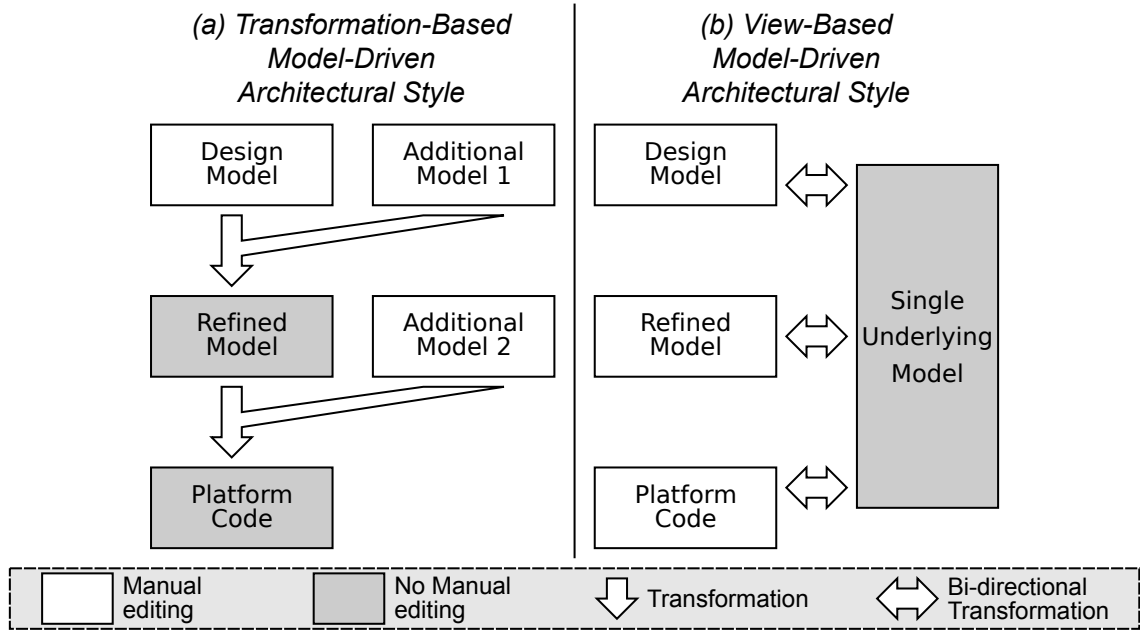 (a) Transformation-Based
Model-Driven
Architectural Style
(b) View-Based
Model-Driven
Architectural Style
Design
Model
Additional
Model 1
Refined
Model
Additional
Model 2
Platform
Code
Design
Model
Refined
Model
Platform
Code
Single
Underlying
Model
Manual
editing
No Manual
editing
Transformation
Bi-directional
Transformation